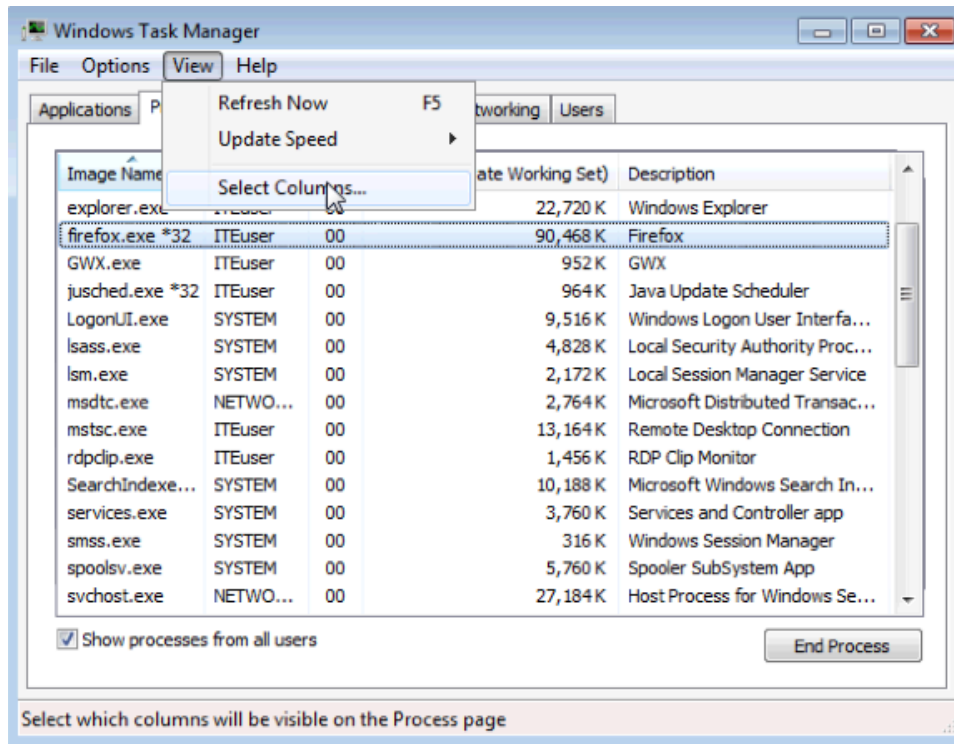 Windows Task Manager
File Options View Help
Applications P tworking Users
Refresh Now F5
Update Speed
Select Columns...
Image Name ate Working Set) Description
explorer.exe ITEuser 00 22,720 K Windows Explorer
firefox.exe *32 ITEuser 00 90,468 K Firefox
GWX.exe ITEuser 00 952 K GWX
jusched.exe *32 ITEuser 00 964 K Java Update Scheduler
LogonUI.exe SYSTEM 00 9,516 K Windows Logon User Interfa...
lsass.exe SYSTEM 00 4,828 K Local Security Authority Proc...
lsm.exe SYSTEM 00 2,172 K Local Session Manager Service
msdtc.exe NETWO... 00 2,764 K Microsoft Distributed Transac...
mstsc.exe ITEuser 00 13,164 K Remote Desktop Connection
rdpclip.exe ITEuser 00 1,456 K RDP Clip Monitor
SearchIndexe... SYSTEM 00 10,188 K Microsoft Windows Search In...
services.exe SYSTEM 00 3,760 K Services and Controller app
smss.exe SYSTEM 00 316 K Windows Session Manager
spoolsv.exe SYSTEM 00 5,760 K Spooler SubSystem App
svchost.exe NETWO... 00 27,184 K Host Process for Windows Se...
Show processes from all users
End Process
Select which columns will be visible on the Process page